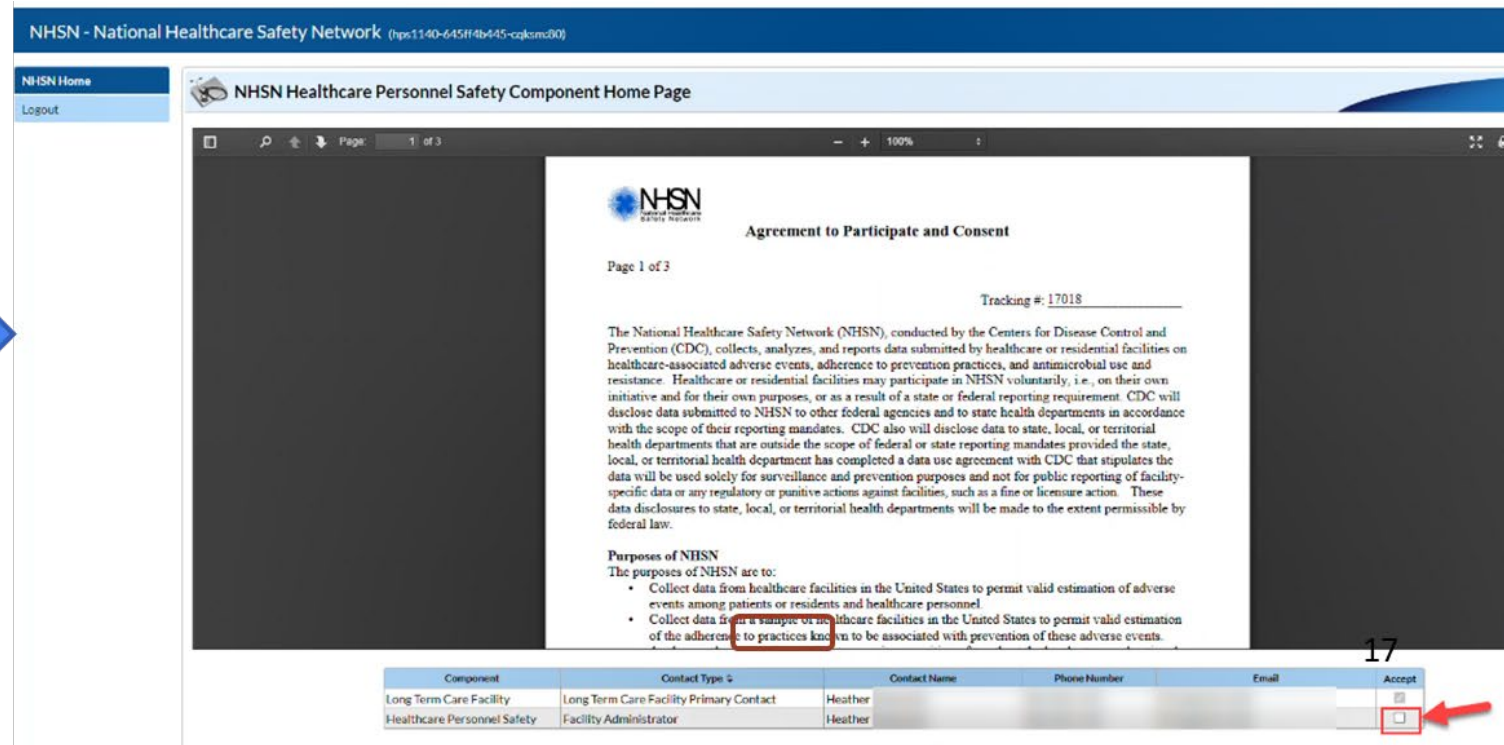 NHSN - National Healthcare Safety Network (hps1140-645ff4b445-cqksmc80)
NHSN Home
Logout
NHSN Healthcare Personnel Safety Component Home Page
Page: 1 of 3
100%
NHSN
National Healthcare
Safety Network
Agreement to Participate and Consent
Page 1 of 3
Tracking #: 17018
The National Healthcare Safety Network (NHSN), conducted by the Centers for Disease Control and
Prevention (CDC), collects, analyzes, and reports data submitted by healthcare or residential facilities on
healthcare-associated adverse events, adherence to prevention practices, and antimicrobial use and
resistance. Healthcare or residential facilities may participate in NHSN voluntarily, i.e., on their own
initiative and for their own purposes, or as a result of a state or federal reporting requirement. CDC will
disclose data submitted to NHSN to other federal agencies and to state health departments in accordance
with the scope of their reporting mandates. CDC also will disclose data to state, local, or territorial
health departments that are outside the scope of federal or state reporting mandates provided the state,
local, or territorial health department has completed a data use agreement with CDC that stipulates the
data will be used solely for surveillance and prevention purposes and not for public reporting of facility-
specific data or any regulatory or punitive actions against facilities, such as a fine or licensure action. These
data disclosures to state, local, or territorial health departments will be made to the extent permissible by
federal law.
Purposes of NHSN
The purposes of NHSN are to:
• Collect data from healthcare facilities in the United States to permit valid estimation of adverse
events among patients or residents and healthcare personnel.
• Collect data from a sample of healthcare facilities in the United States to permit valid estimation
of the adherence to practices known to be associated with prevention of these adverse events.
17
Component Contact Type Contact Name Phone Number Email Accept
Long Term Care Facility Long Term Care Facility Primary Contact Heather
Healthcare Personnel Safety Facility Administrator Heather